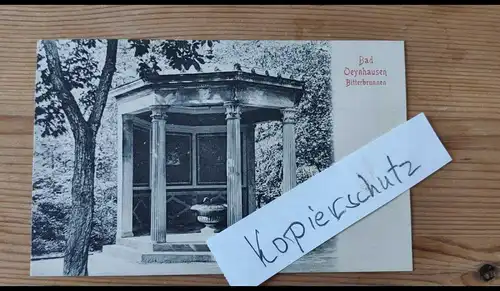 Bad
Oeynhausen
Bitterbrunnen
Kopierschutz